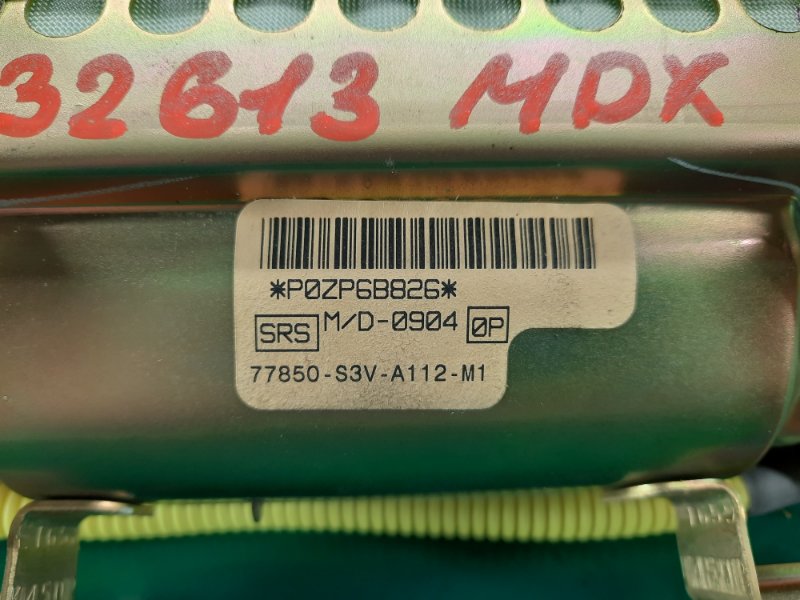 32613 MDX
*P0ZP6B826*
SRS M/D-0904 0P
77850-S3V-A112-M1